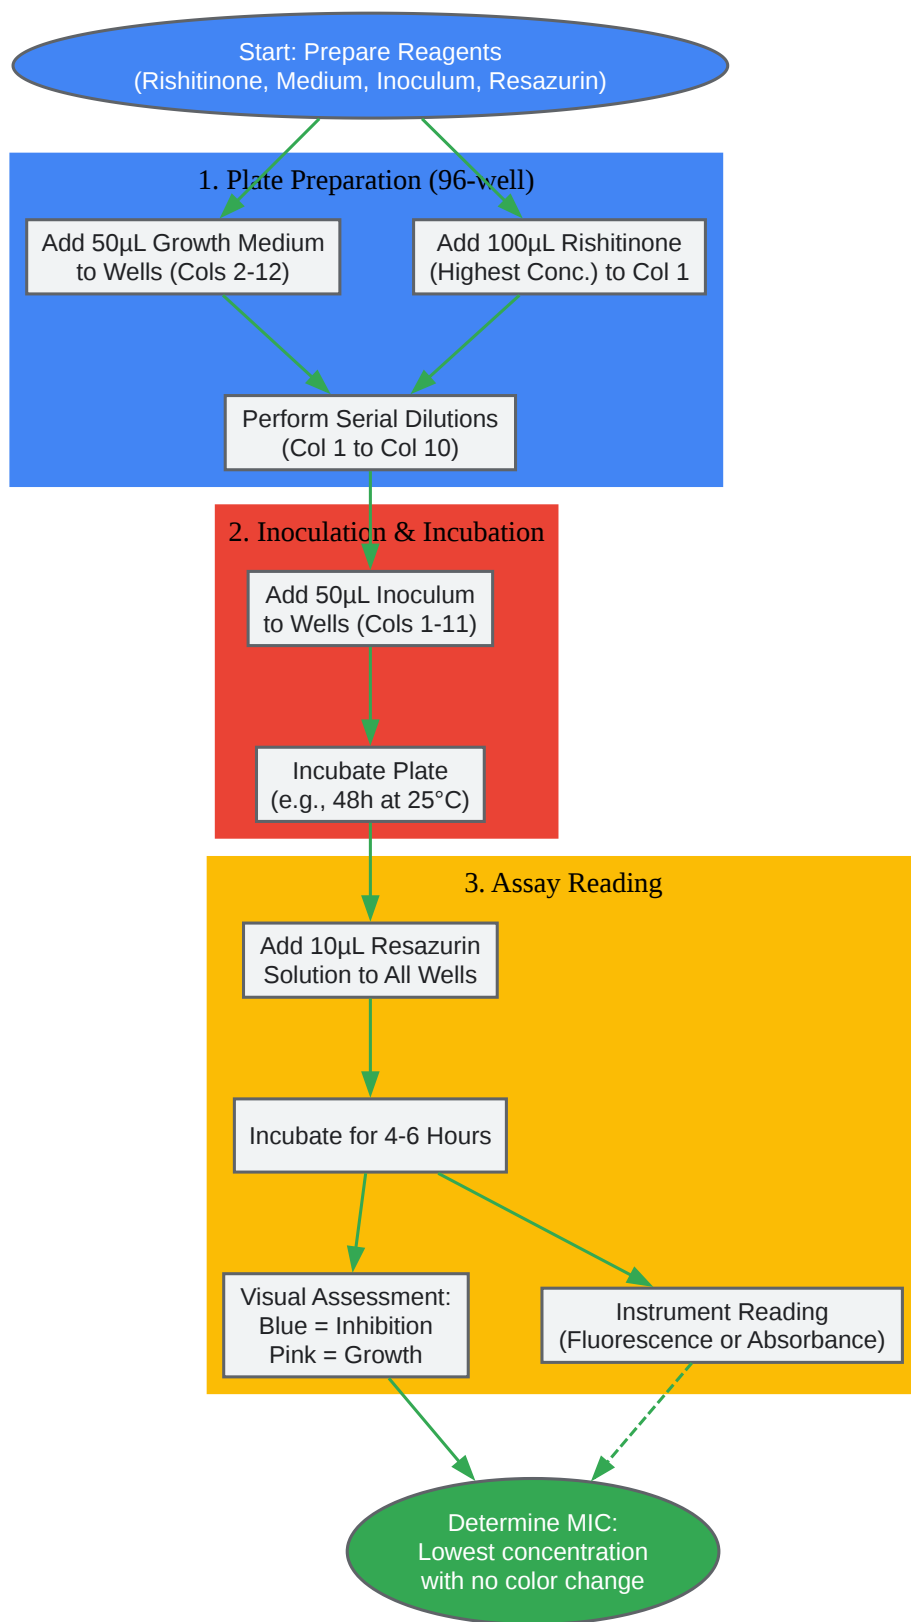 Start: Prepare Reagents
(Rishitinone, Medium, Inoculum, Resazurin)
1. Plate Preparation (96-well)
Add 50µL Growth Medium
to Wells (Cols 2-12)
Add 100µL Rishitinone
(Highest Conc.) to Col 1
Perform Serial Dilutions
(Col 1 to Col 10)
2. Inoculation & Incubation
Add 50µL Inoculum
to Wells (Cols 1-11)
Incubate Plate
(e.g., 48h at 25°C)
3. Assay Reading
Add 10µL Resazurin
Solution to All Wells
Incubate for 4-6 Hours
Visual Assessment:
Blue = Inhibition
Pink = Growth
Instrument Reading
(Fluorescence or Absorbance)
Determine MIC:
Lowest concentration
with no color change